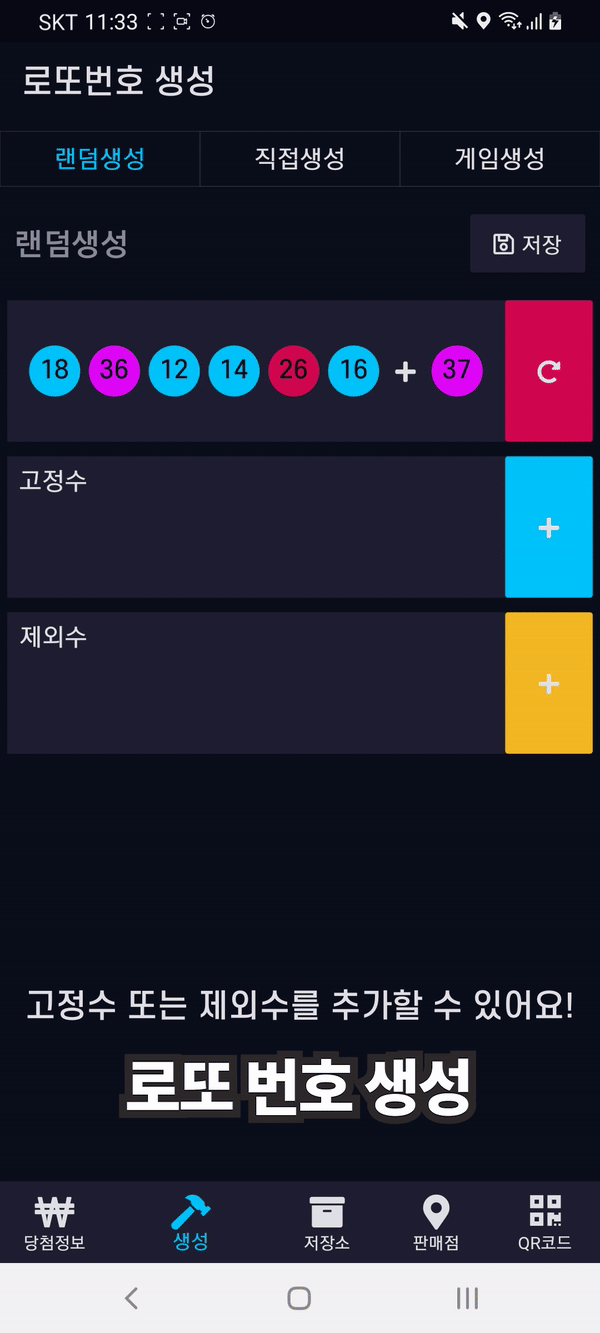 SKT 11:33
로또번호 생성
랜덤생성 직접생성 게임생성
랜덤생성 저장
18 36 12 14 26 16 + 37
고정수
제외수
고정수 또는 제외수를 추가할 수 있어요!
로또 번호 생성
당첨정보 생성 저장소 판매점 QR코드